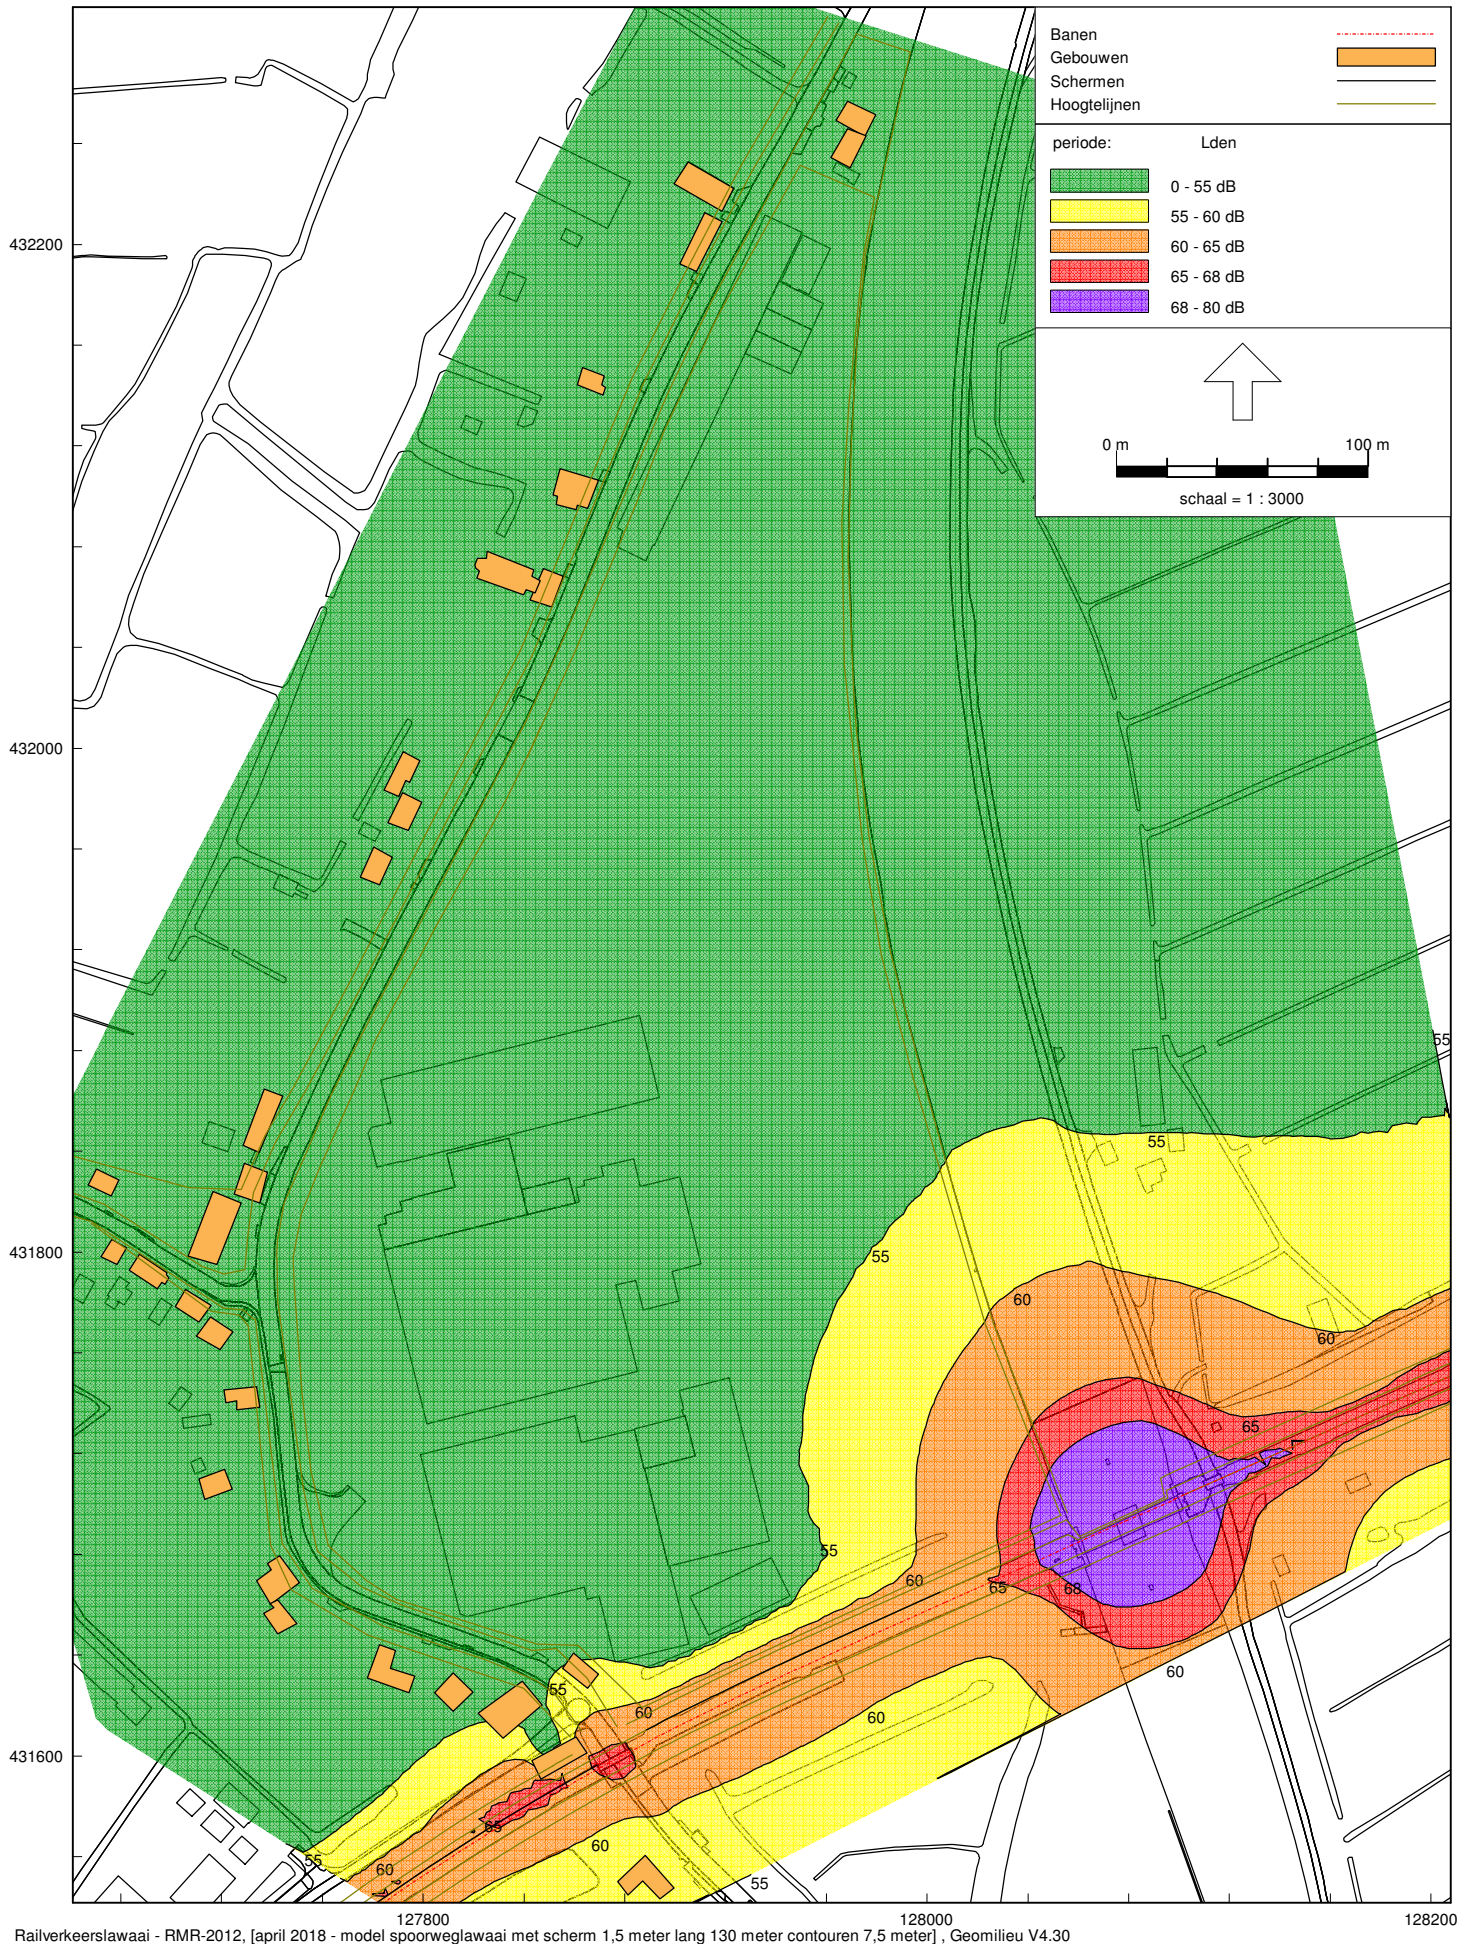 Banen
Gebouwen
Schermen
Hoogtelijnen
periode: Lden
0 - 55 dB
55 - 60 dB
60 - 65 dB
65 - 68 dB
68 - 80 dB
0 m 100 m
schaal = 1 : 3000
432200
432000
55
55
431800
55
60
60
65
55
60
65
68
60
55
60
60
431600
65
60
55
60
55
127800
128000
128200
Railverkeerslawaai - RMR-2012, [april 2018 - model spoorweglawaai met scherm 1,5 meter lang 130 meter contouren 7,5 meter] , Geomilieu V4.30